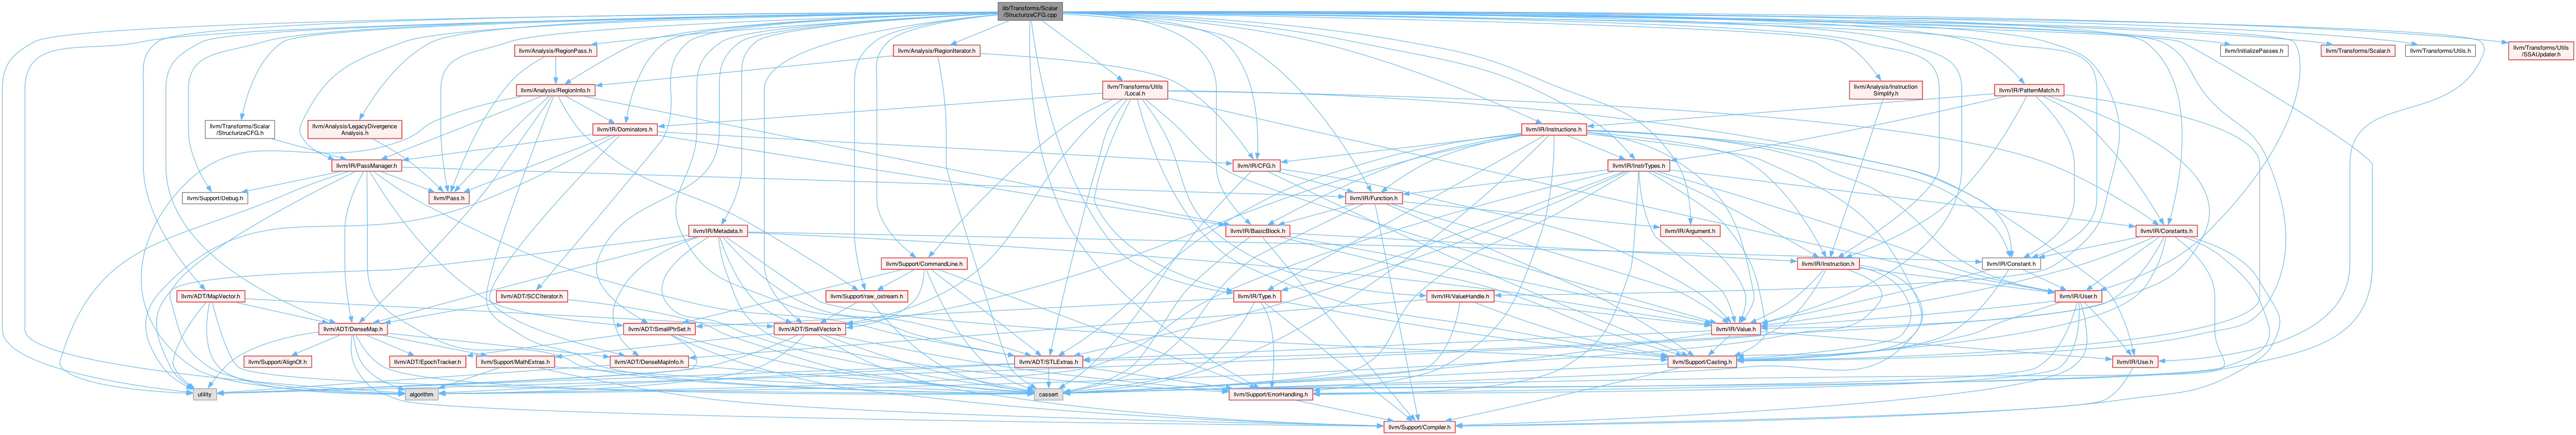 lib/Transforms/Scalar
/StructurizeCFG.cpp
llvm/Analysis/RegionPass.h
llvm/Analysis/RegionIterator.h
llvm/InitializePasses.h
llvm/Transforms/Scalar.h
llvm/Transforms/Utils.h
llvm/Transforms/Utils
/SSAUpdater.h
llvm/Analysis/RegionInfo.h
llvm/Transforms/Utils
/Local.h
llvm/Analysis/Instruction
Simplify.h
llvm/IR/PatternMatch.h
llvm/Transforms/Scalar
/StructurizeCFG.h
llvm/Analysis/LegacyDivergence
Analysis.h
llvm/IR/Dominators.h
llvm/IR/Instructions.h
llvm/IR/PassManager.h
llvm/IR/CFG.h
llvm/IR/InstrTypes.h
llvm/Support/Debug.h
llvm/Pass.h
llvm/IR/Function.h
llvm/IR/Metadata.h
llvm/IR/BasicBlock.h
llvm/IR/Argument.h
llvm/IR/Constants.h
llvm/Support/CommandLine.h
llvm/IR/Instruction.h
llvm/IR/Constant.h
llvm/ADT/MapVector.h
llvm/ADT/SCCIterator.h
llvm/Support/raw_ostream.h
llvm/IR/Type.h
llvm/IR/ValueHandle.h
llvm/IR/User.h
llvm/ADT/DenseMap.h
llvm/ADT/SmallPtrSet.h
llvm/ADT/SmallVector.h
llvm/IR/Value.h
llvm/Support/AlignOf.h
llvm/ADT/EpochTracker.h
llvm/Support/MathExtras.h
llvm/ADT/DenseMapInfo.h
llvm/ADT/STLExtras.h
llvm/Support/Casting.h
llvm/IR/Use.h
utility
algorithm
cassert
llvm/Support/ErrorHandling.h
llvm/Support/Compiler.h